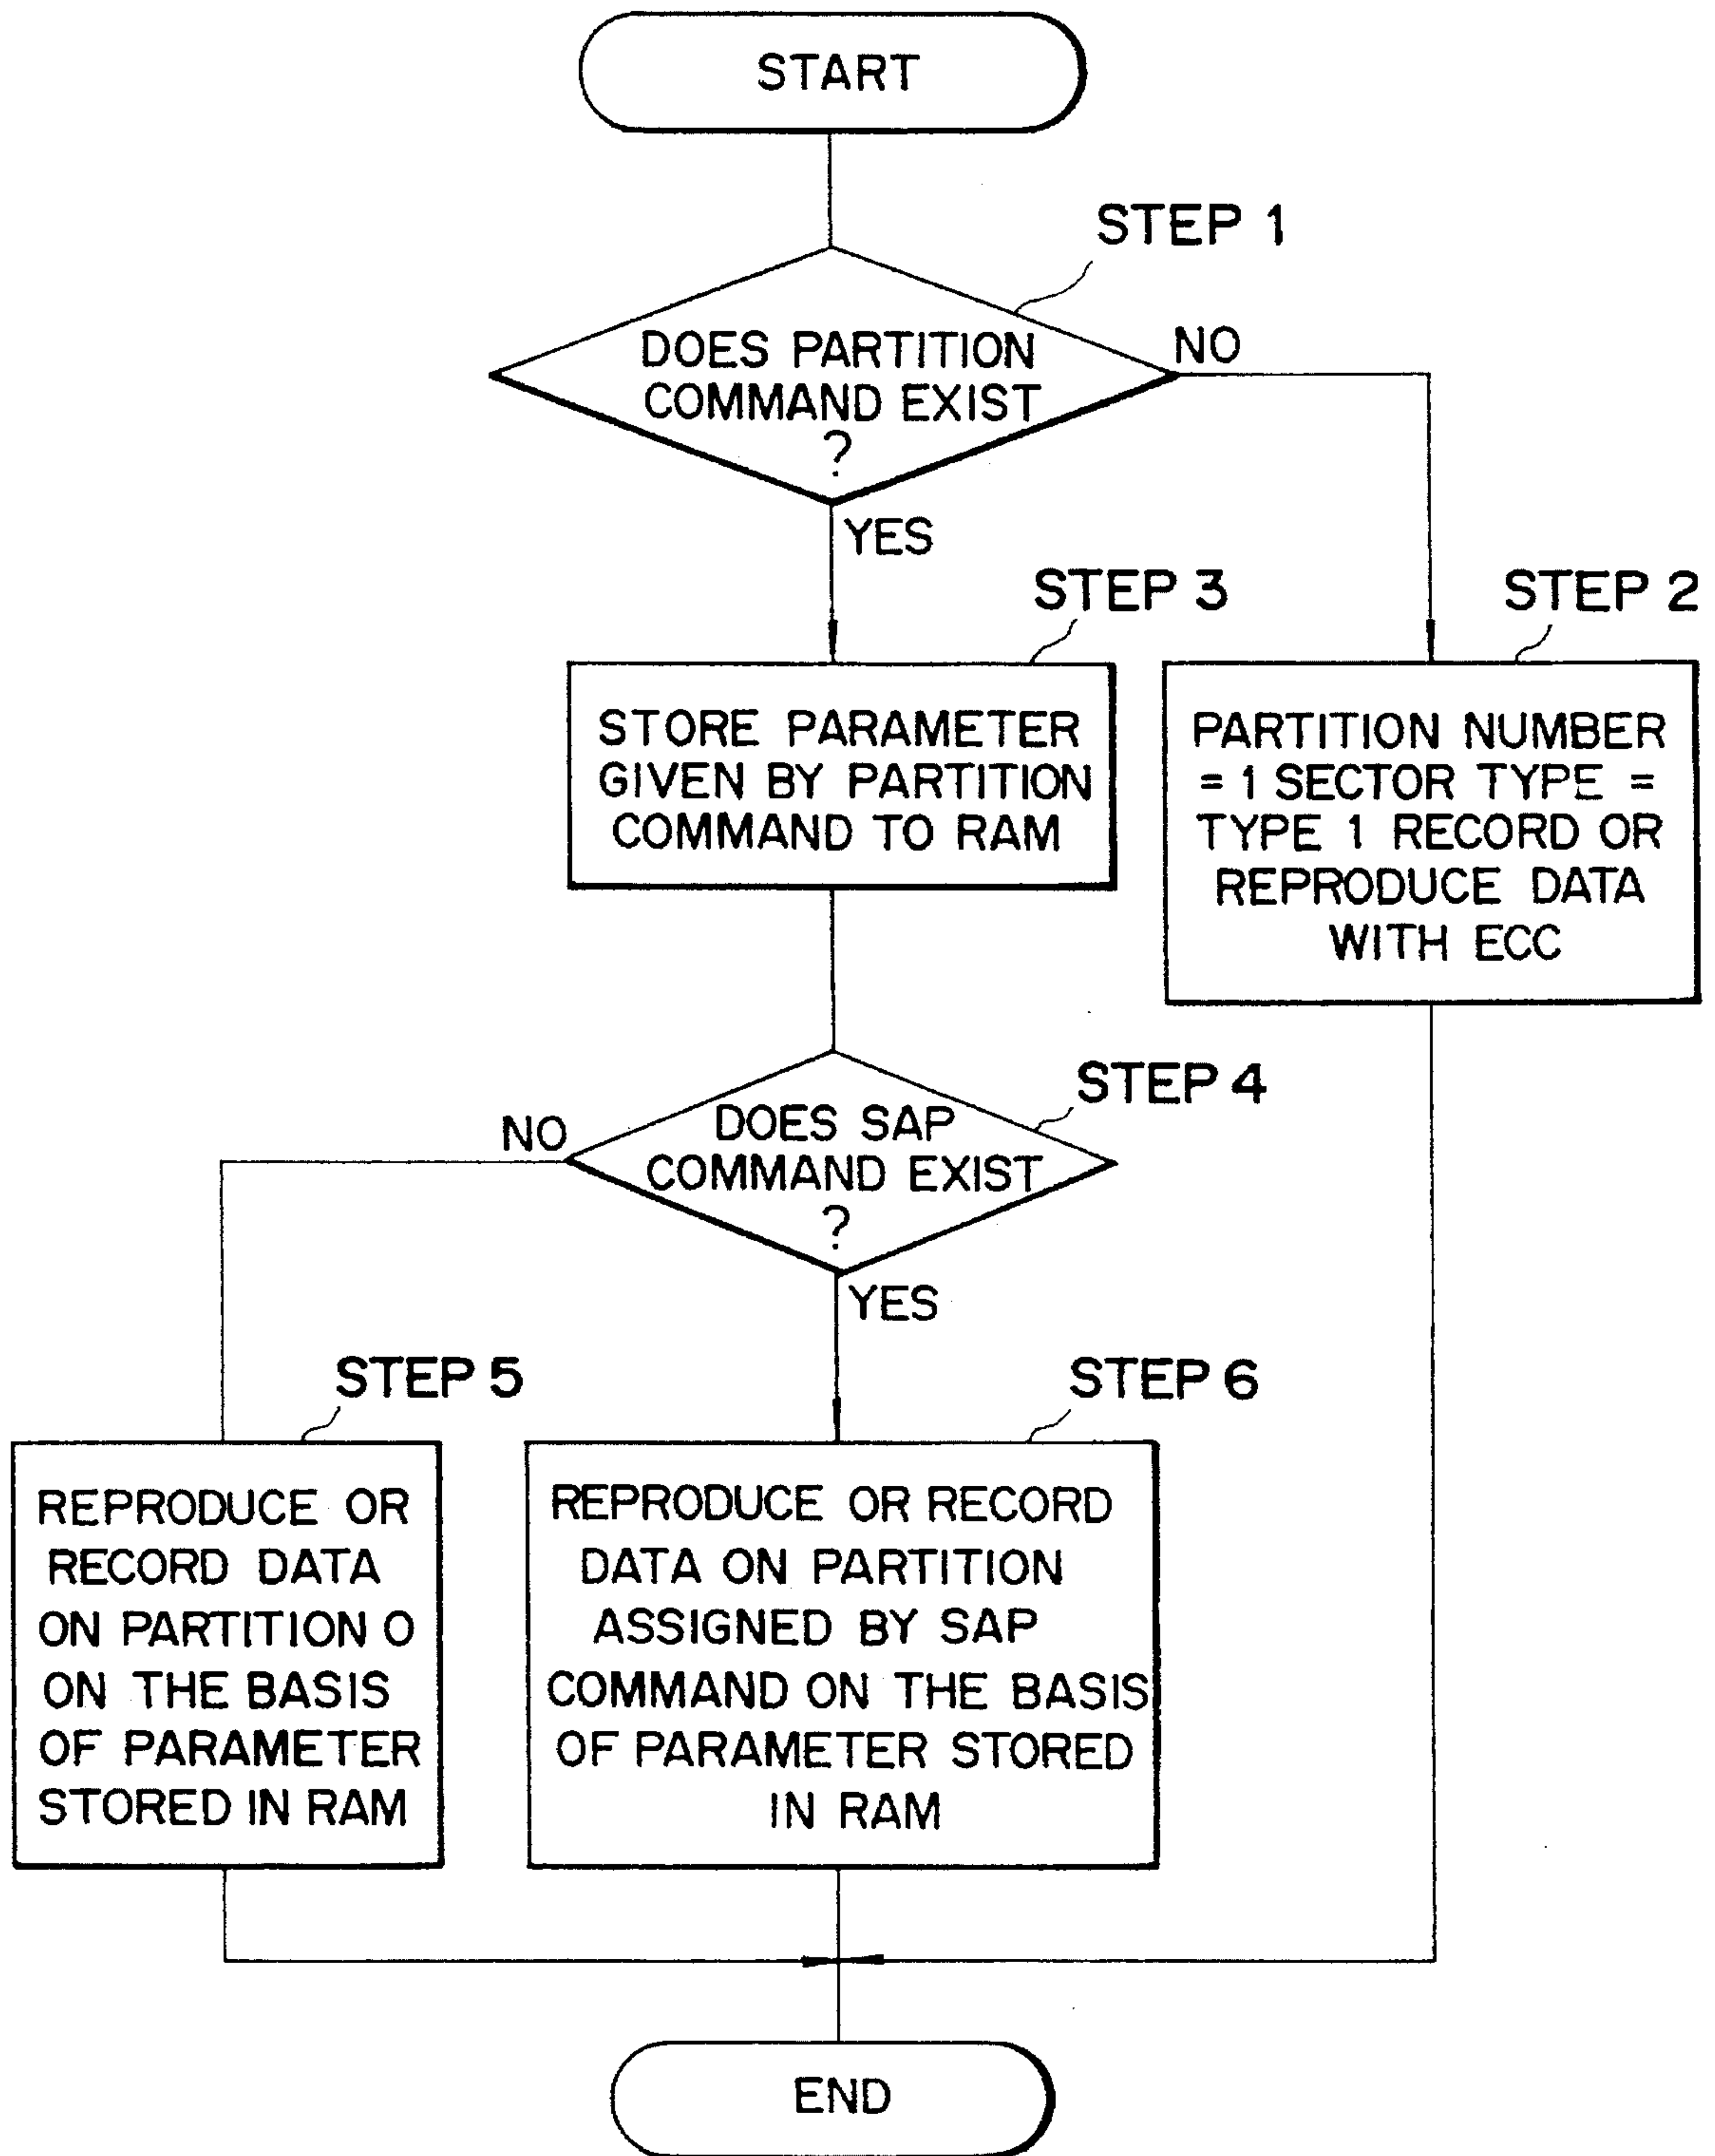 START
STEP 1
DOES PARTITION
COMMAND EXIST
?
NO
YES
STEP 3
STEP 2
STORE PARAMETER
GIVEN BY PARTITION
COMMAND TO RAM
PARTITION NUMBER
= 1 SECTOR TYPE =
TYPE 1 RECORD OR
REPRODUCE DATA
WITH ECC
STEP 4
DOES SAP
COMMAND EXIST
?
NO
YES
STEP 5
STEP 6
REPRODUCE OR
RECORD DATA
ON PARTITION O
ON THE BASIS
OF PARAMETER
STORED IN RAM
REPRODUCE OR RECORD
DATA ON PARTITION
ASSIGNED BY SAP
COMMAND ON THE BASIS
OF PARAMETER STORED
IN RAM
END